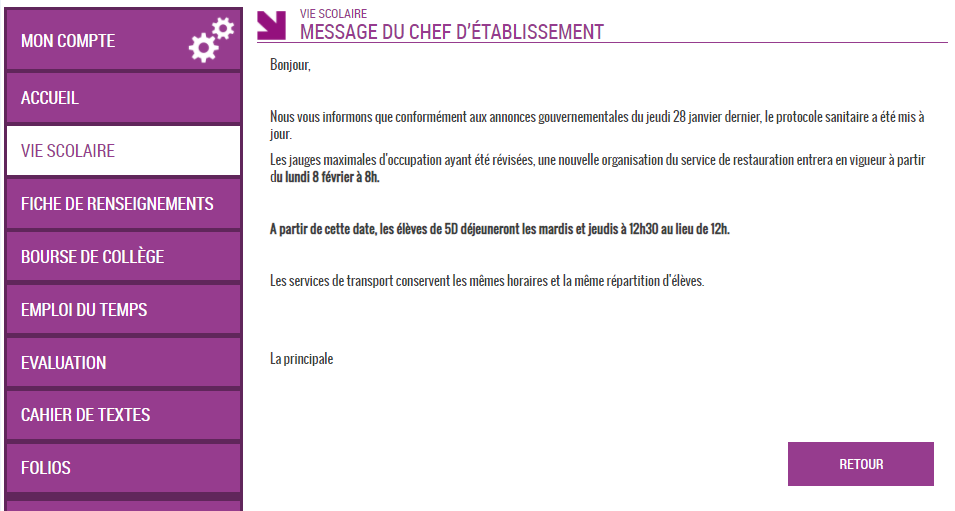 MON COMPTE
ACCUEIL
VIE SCOLAIRE
FICHE DE RENSEIGNEMENTS
BOURSE DE COLLÈGE
EMPLOI DU TEMPS
EVALUATION
CAHIER DE TEXTES
FOLIOS
VIE SCOLAIRE
MESSAGE DU CHEF D'ÉTABLISSEMENT
Bonjour,
Nous vous informons que conformément aux annonces gouvernementales du jeudi 28 janvier dernier, le protocole sanitaire a été mis à
jour.
Les jauges maximales d'occupation ayant été révisées, une nouvelle organisation du service de restauration entrera en vigueur à partir
du lundi 8 février à 8h.
A partir de cette date, les élèves de 5D déjeuneront les mardis et jeudis à 12h30 au lieu de 12h.
Les services de transport conservent les mêmes horaires et la même répartition d'élèves.
La principale
RETOUR